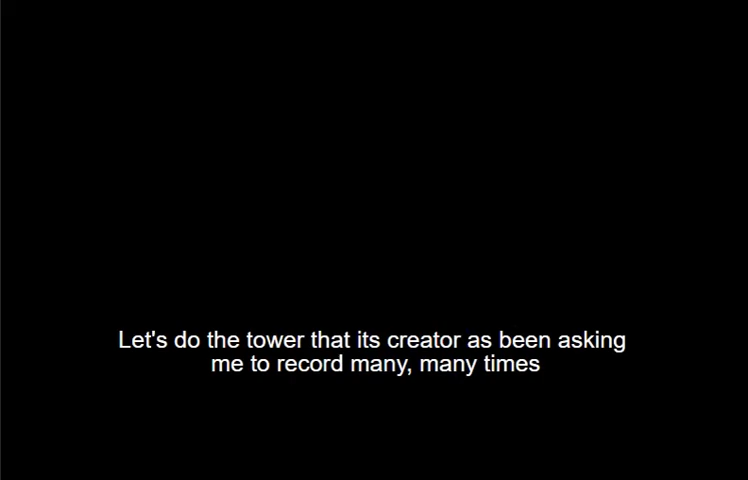 Let's do the tower that its creator as been asking
me to record many, many times